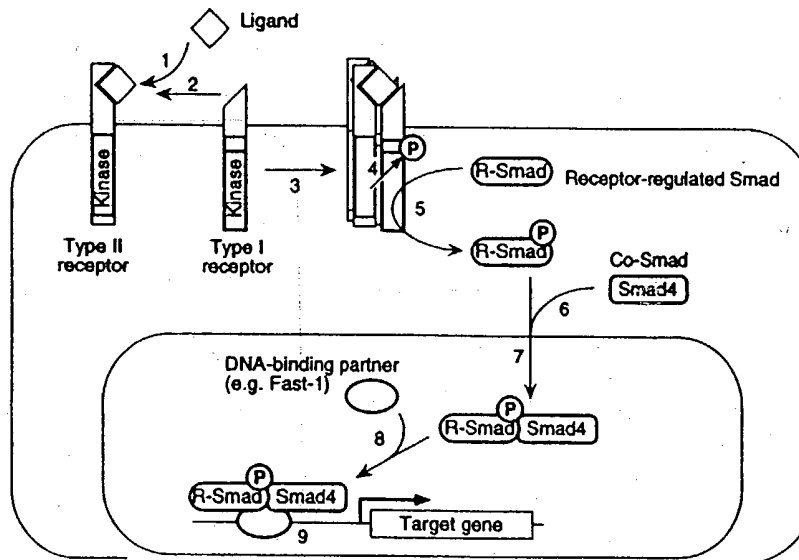 Ligand
1
2
Kinase
Type II
receptor
Kinase
Type I
receptor
3
4
P
5
R-Smad
Receptor-regulated Smad
P
R-Smad
Co-Smad
Smad4
6
7
DNA-binding partner
(e.g. Fast-1)
8
P
R-Smad Smad4
P
R-Smad Smad4
9
Target gene